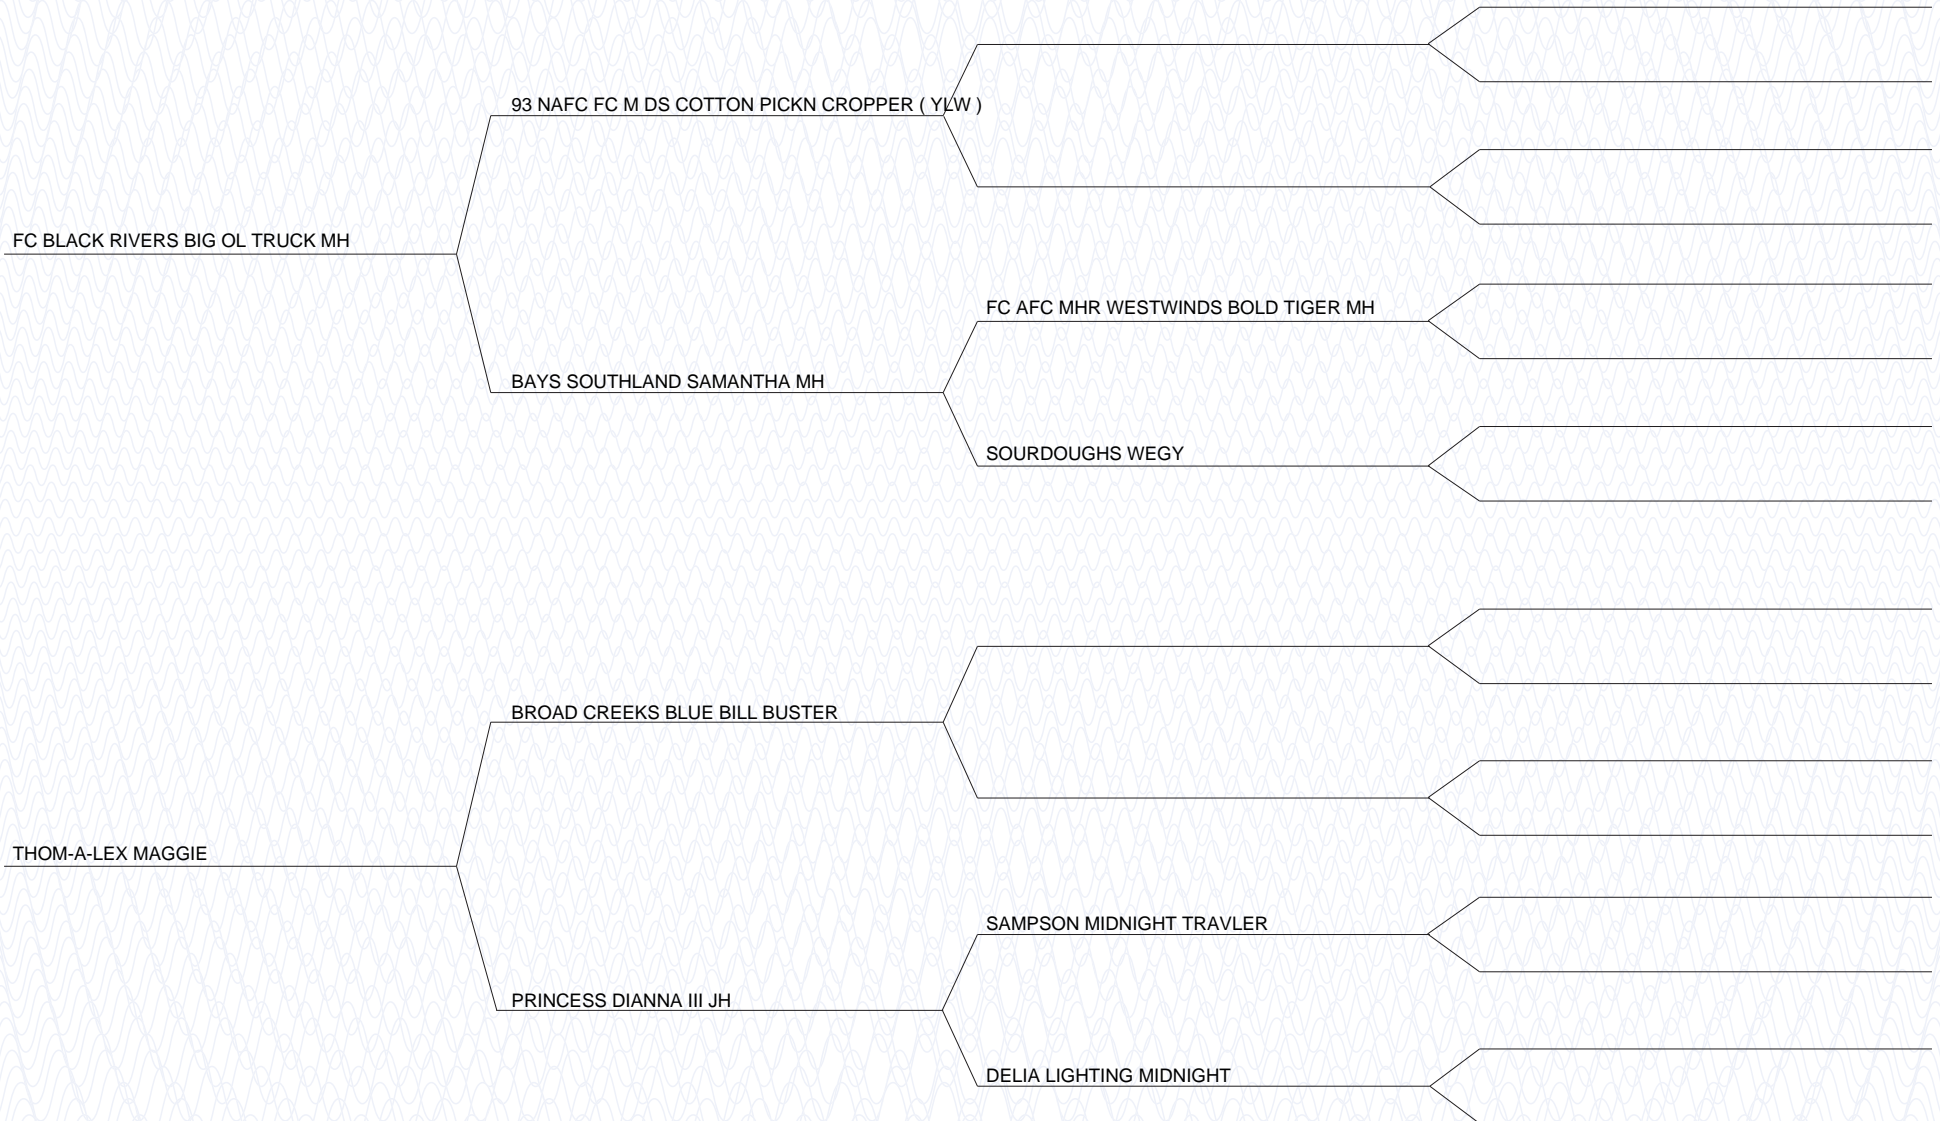 93 NAFC FC M DS COTTON PICKN CROPPER ( YLW )
FC BLACK RIVERS BIG OL TRUCK MH
FC AFC MHR WESTWINDS BOLD TIGER MH
BAYS SOUTHLAND SAMANTHA MH
SOURDOUGHS WEGY
BROAD CREEKS BLUE BILL BUSTER
THOM-A-LEX MAGGIE
SAMPSON MIDNIGHT TRAVLER
PRINCESS DIANNA III JH
DELIA LIGHTING MIDNIGHT